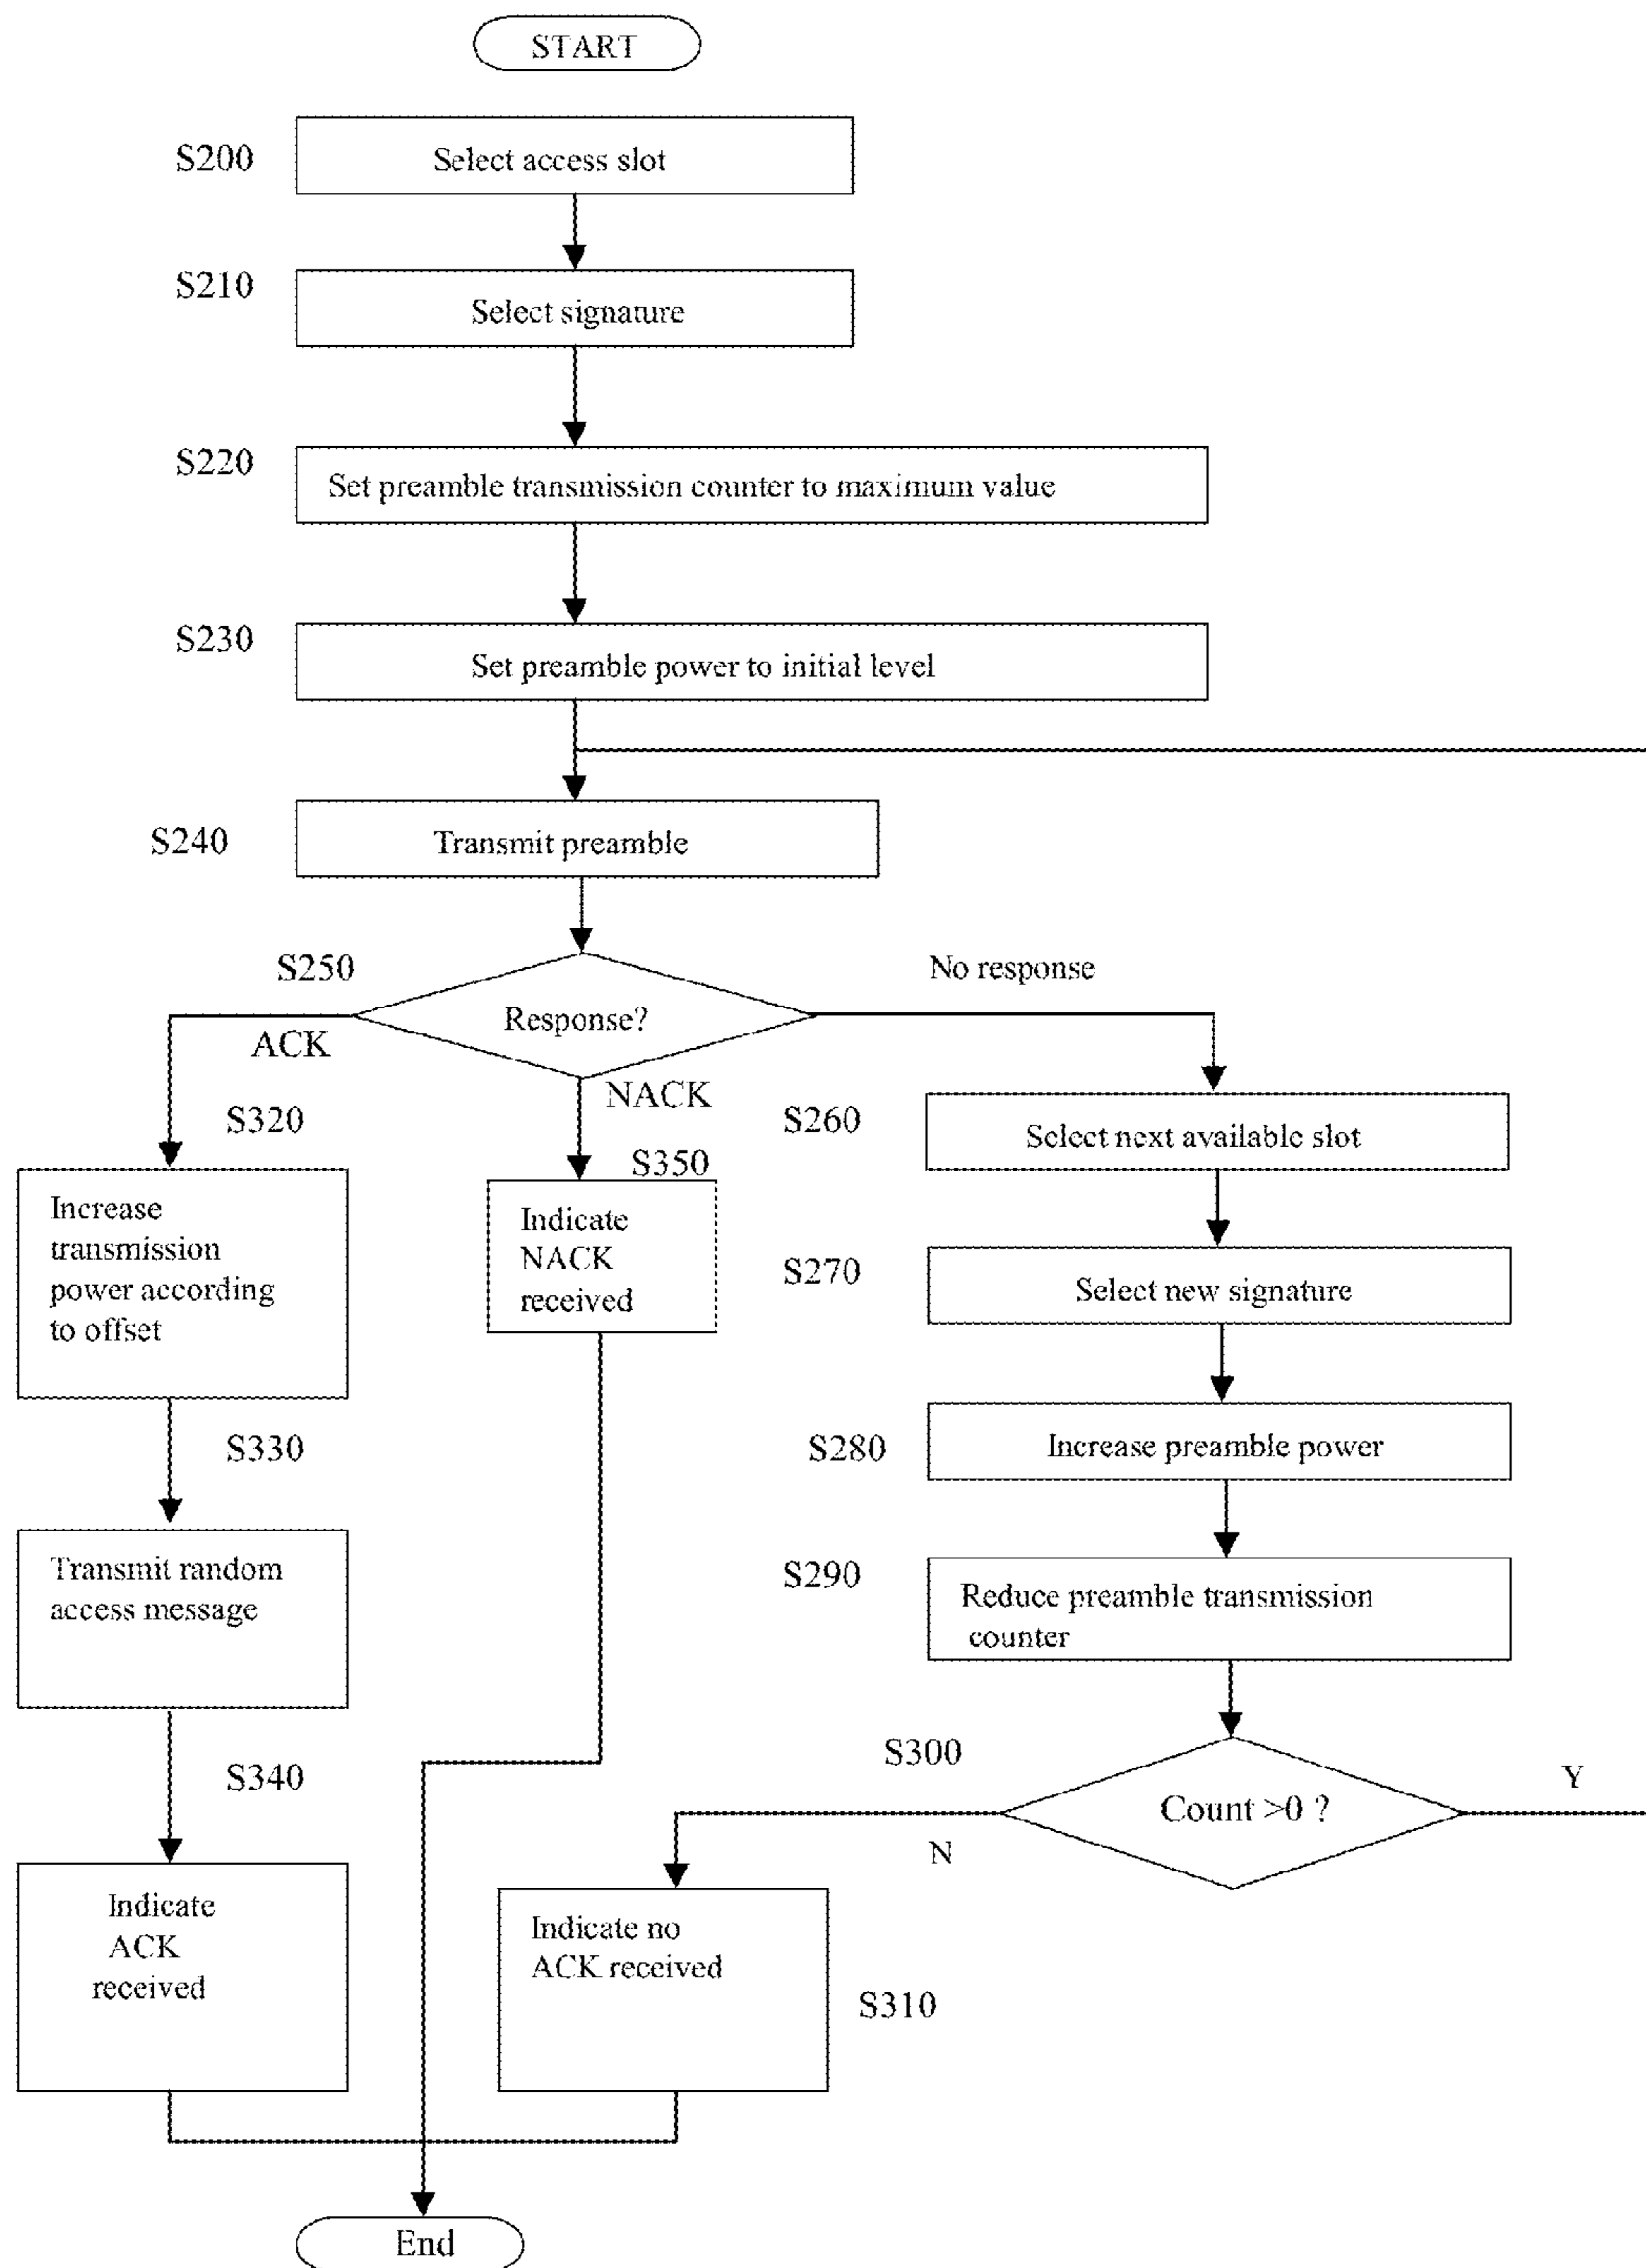 START
S200
Select access slot
S210
Select signature
S220
Set preamble transmission counter to maximum value
S230
Set preamble power to initial level
S240
Transmit preamble
S250
Response?
No response
ACK
NACK
S320
Increase
transmission
power according
to offset
S350
Indicate
NACK
received
S260
Select next available slot
S270
Select new signature
S280
Increase preamble power
S290
Reduce preamble transmission
counter
S330
Transmit random
access message
S300
Count >0 ?
Y
N
S340
Indicate
ACK
received
Indicate no
ACK received
S310
End